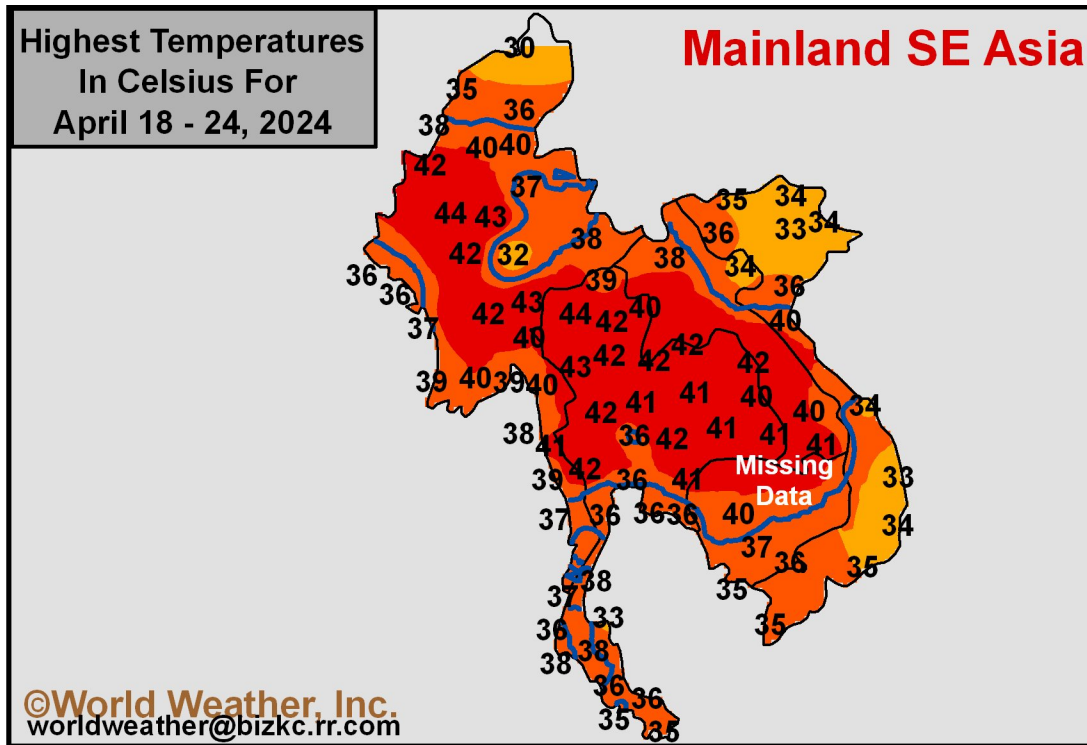 Highest Temperatures
In Celsius For
April 18 - 24, 2024
Mainland SE Asia
30
35
36
38
40 40
42
37
35 34
44 43
36 33 34
42 32 38
38 34
36 36
39 36
42 43 44 42 40 40
37 40
43 42 42 42 42
39 40 39 40
42 41 41 40 40 34
38 41 36 42 41 41 41
39 42 36 41 Missing 33
Data
37 36 36 36 40 34
37 36 35
37 38 35
36 33 35
38 38
36 36
35 35
©World Weather, Inc.
worldweather@bizkc.rr.com